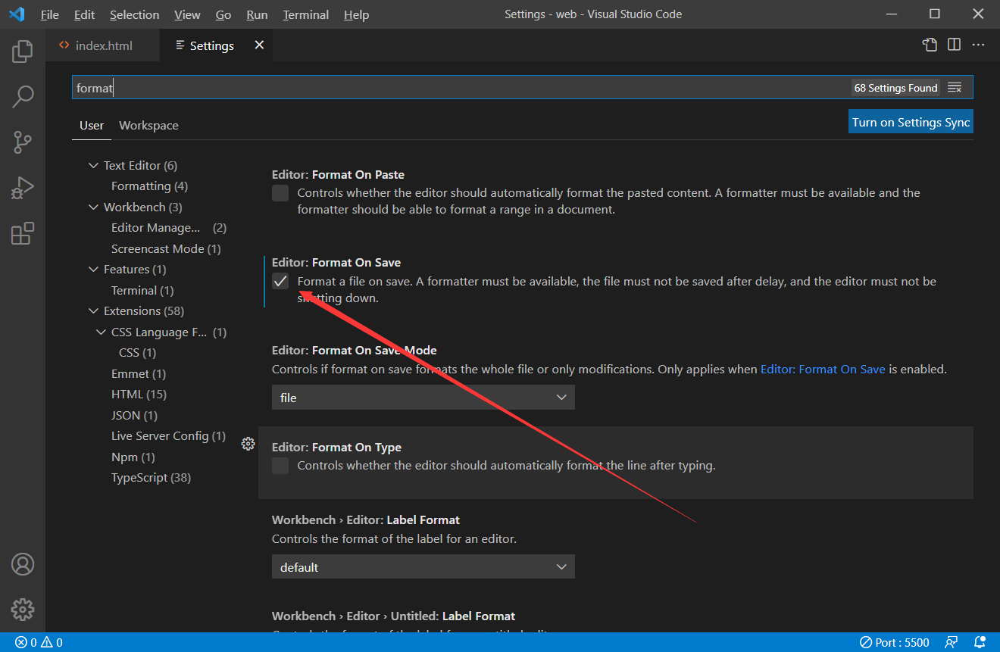 File Edit Selection View Go Run Terminal Help Settings - web - Visual Studio Code
index.html Settings
format 68 Settings Found
User Workspace Turn on Settings Sync
Text Editor (6)
Formatting (4)
Workbench (3)
Editor Manage... (2)
Screencast Mode (1)
Features (1)
Terminal (1)
Extensions (58)
CSS Language F... (1)
CSS (1)
Emmet (1)
HTML (15)
JSON (1)
Live Server Config (1)
Npm (1)
TypeScript (38)
Editor: Format On Paste
Controls whether the editor should automatically format the pasted content. A formatter must be available and the
formatter should be able to format a range in a document.
Editor: Format On Save
Format a file on save. A formatter must be available, the file must not be saved after delay, and the editor must not be
shutting down.
Editor: Format On Save Mode
Controls if format on save formats the whole file or only modifications. Only applies when Editor: Format On Save is enabled.
file
Editor: Format On Type
Controls whether the editor should automatically format the line after typing.
Workbench › Editor: Label Format
Controls the format of the label for an editor.
default
Workbench › Editor › Untitled: Label Format
0 0 Port : 5500